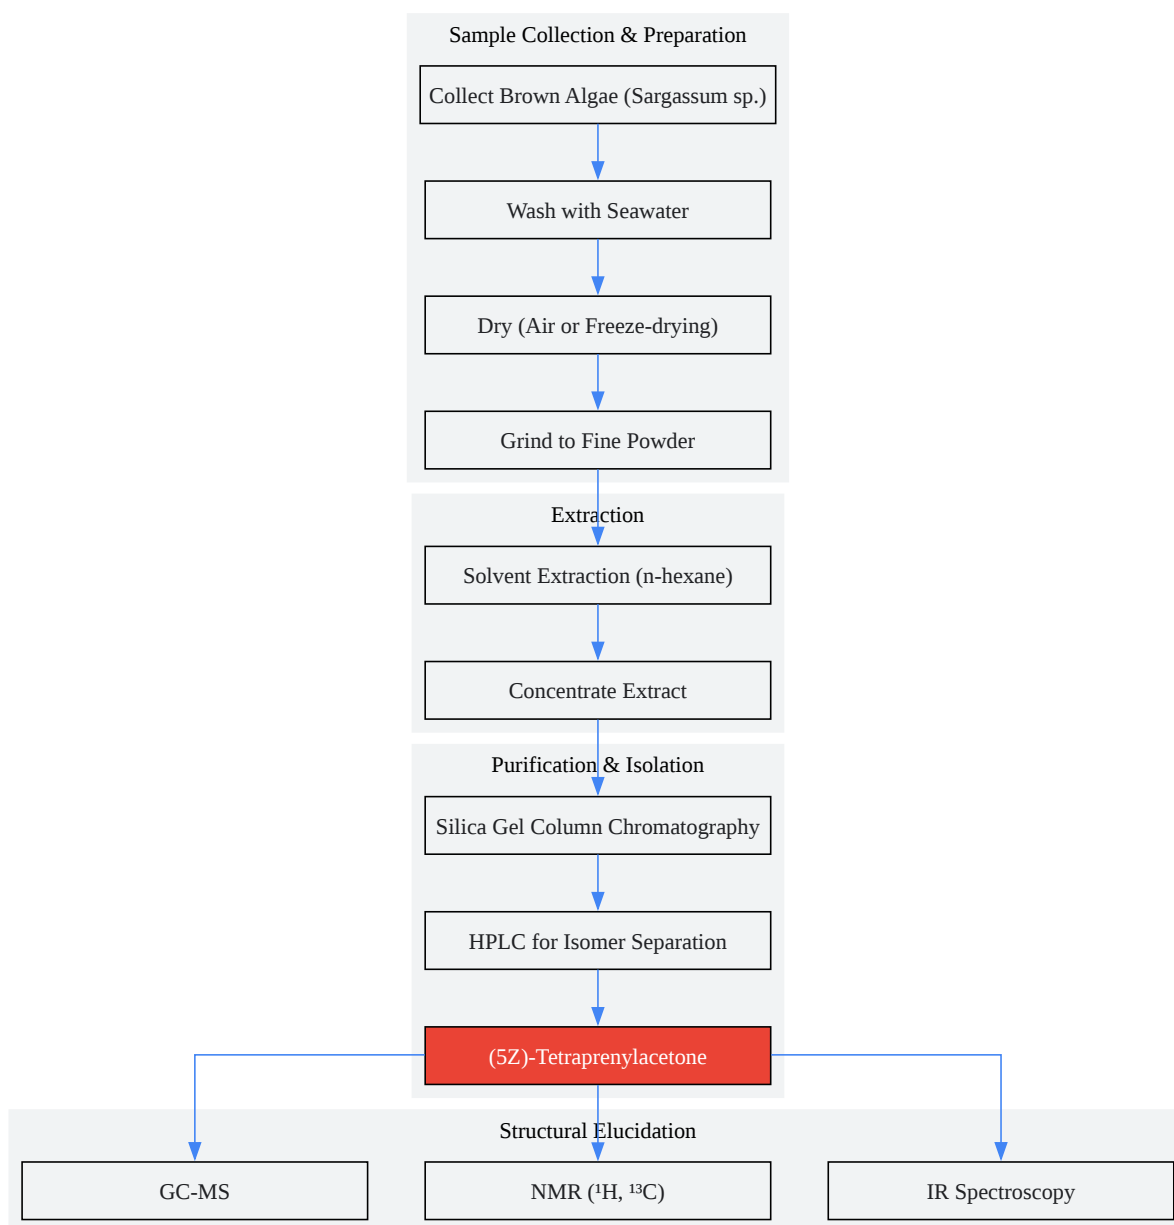 Sample Collection & Preparation
Collect Brown Algae (Sargassum sp.)
Wash with Seawater
Dry (Air or Freeze-drying)
Grind to Fine Powder
Extraction
Solvent Extraction (n-hexane)
Concentrate Extract
Purification & Isolation
Silica Gel Column Chromatography
HPLC for Isomer Separation
(5Z)-Tetraprenylacetone
Structural Elucidation
GC-MS
NMR (¹H, ¹³C)
IR Spectroscopy